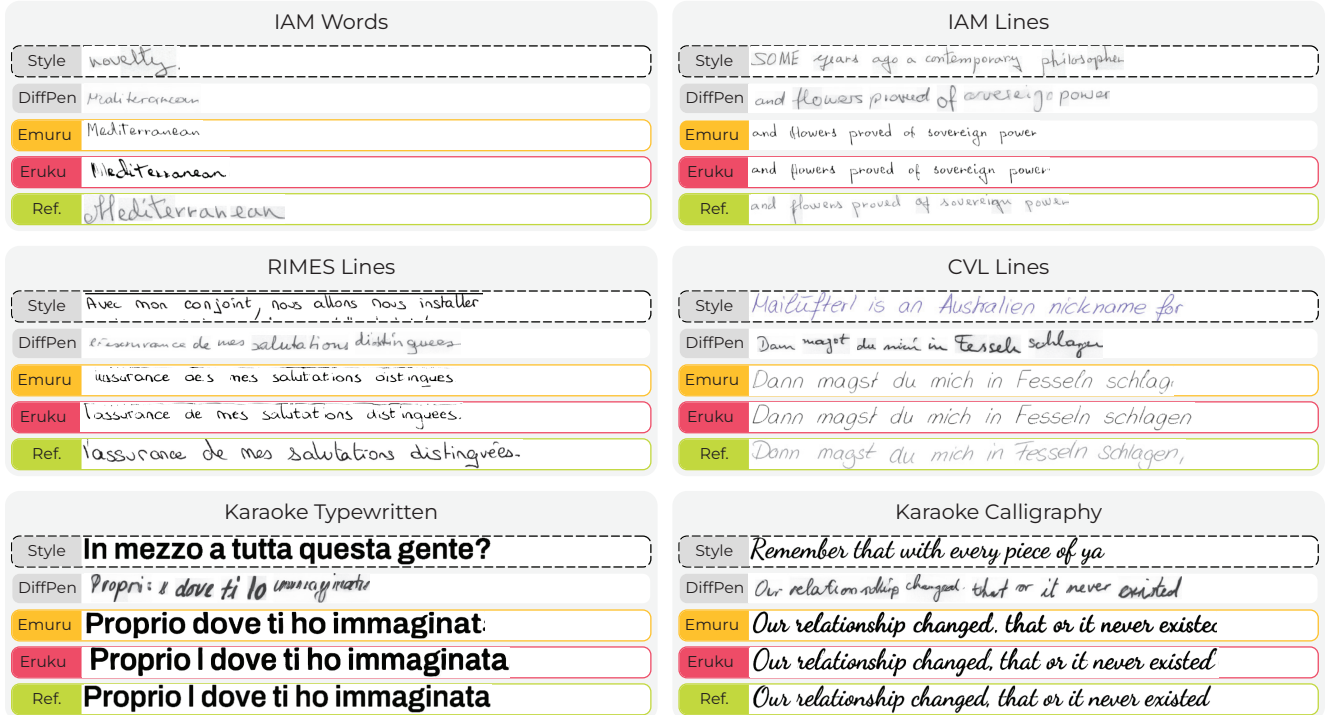 IAM Words
Style novelty.
DiffPen Mediterranean
Emuru Mediterranean
Eruku Mediterranean
Ref. Mediterranean
IAM Lines
Style SOME years ago a contemporary philosopher
DiffPen and flowers proved of power
Emuru and flowers proved of sovereign power
Eruku and flowers proved of sovereign power
Ref. and flowers proved of sovereign power
RIMES Lines
Style Avec mon conjoint, nous allons nous installer
DiffPen de mes salutations distinguees
Emuru des mes salutations distingues
Eruku l'assurance de mes salutations distinguees.
Ref. l'assurance de mes salutations distinguées.
CVL Lines
Style Mailüfterl is an Australien nickname for
DiffPen Dam magst du in Fesseln schlagen
Emuru Dann magst du mich in Fesseln schlag
Eruku Dann magst du mich in Fesseln schlagen
Ref. Dann magst du mich in Fesseln schlagen,
Karaoke Typewritten
Style In mezzo a tutta questa gente?
DiffPen dove ti lo
Emuru Proprio dove ti ho immaginat
Eruku Proprio l dove ti ho immaginata
Ref. Proprio l dove ti ho immaginata
Karaoke Calligraphy
Style Remember that with every piece of ya
DiffPen Our changed. that or it never existed
Emuru Our relationship changed. that or it never existed
Eruku Our relationship changed, that or it never existed
Ref. Our relationship changed, that or it never existed